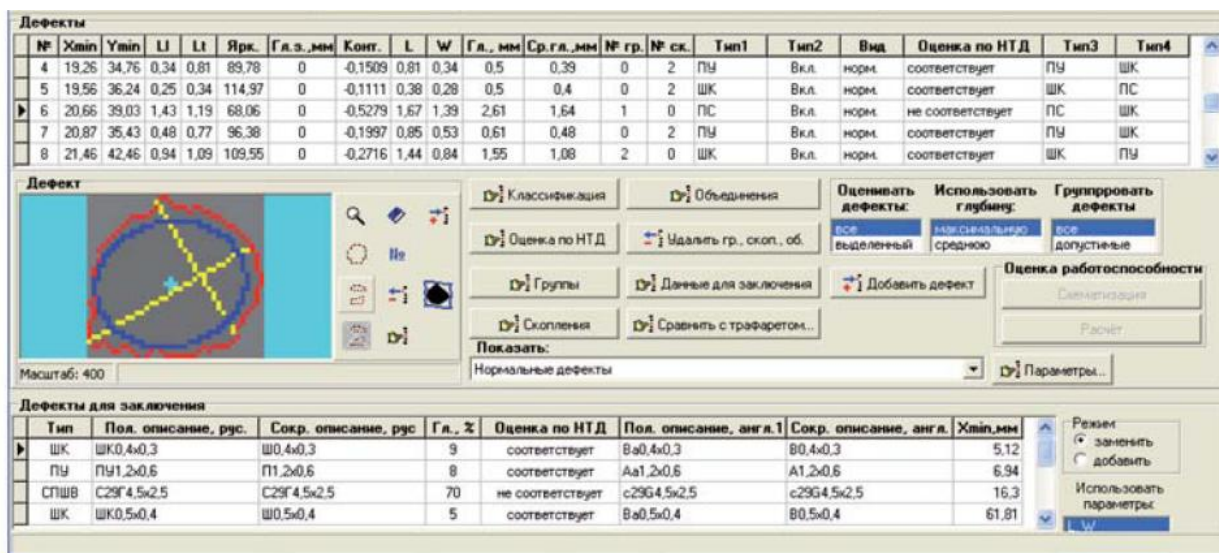 Дефекты
№ Xmin Ymin Ll Lt Ярк. Гл.э.,мм Конт. L W Гл., мм Ср.гл.,мм № гр. № ск. Тип1 Тип2 Вид Оценка по НТД Тип3 Тип4
4 19,26 34,76 0,34 0,81 89,78 0 -0,1509 0,81 0,34 0,5 0,39 0 2 ПУ Вкл. норм. соответствует ПУ ШК
5 19,56 36,24 0,25 0,34 114,97 0 -0,1111 0,38 0,28 0,5 0,4 0 2 ШК Вкл. норм. соответствует ШК ПС
6 20,66 39,03 1,43 1,19 68,06 0 -0,5279 1,67 1,39 2,61 1,64 1 0 ПС Вкл. норм. не соответствует ПС ШК
7 20,87 35,43 0,48 0,77 96,38 0 -0,1997 0,85 0,53 0,61 0,48 0 2 ПУ Вкл. норм. соответствует ПУ ШК
8 21,46 42,46 0,94 1,09 109,55 0 -0,2716 1,44 0,84 1,55 1,08 2 0 ШК Вкл. норм. соответствует ШК ПУ
Дефект
№
Масштаб: 400
Классификация Объединения
Оценка по НТД Удалить гр., скоп., об.
Группы Данные для заключения
Скопления Сравнить с трафаретом...
Показать:
Нормальные дефекты
Оценивать дефекты: Использовать глубину: Группрровать дефекты
все максимальную все
выделенный среднюю допустимые
Добавить дефект
Оценка работоспособности
Схематизация
Расчёт
Параметры...
Дефекты для заключения
Тип Пол. описание, рус. Сокр. описание, рус Гл., % Оценка по НТД Пол. описание, англ.1 Сокр. описание, англ. Xmin,мм
ШК ШК0,4х0,3 Ш0,4х0,3 9 соответствует Ba0,4x0,3 B0,4x0,3 5,12
ПУ ПУ1,2х0,6 П1,2х0,6 8 соответствует Aa1,2x0,6 A1,2x0,6 6,94
СПШВ С29Г4,5х2,5 С29Г4,5х2,5 70 не соответствует c29G4,5x2,5 c29G4,5x2,5 16,3
ШК ШК0,5х0,4 Ш0,5х0,4 5 соответствует Ba0,5x0,4 B0,5x0,4 61,81
Режим
заменить
добавить
Использовать
параметры:
L, W